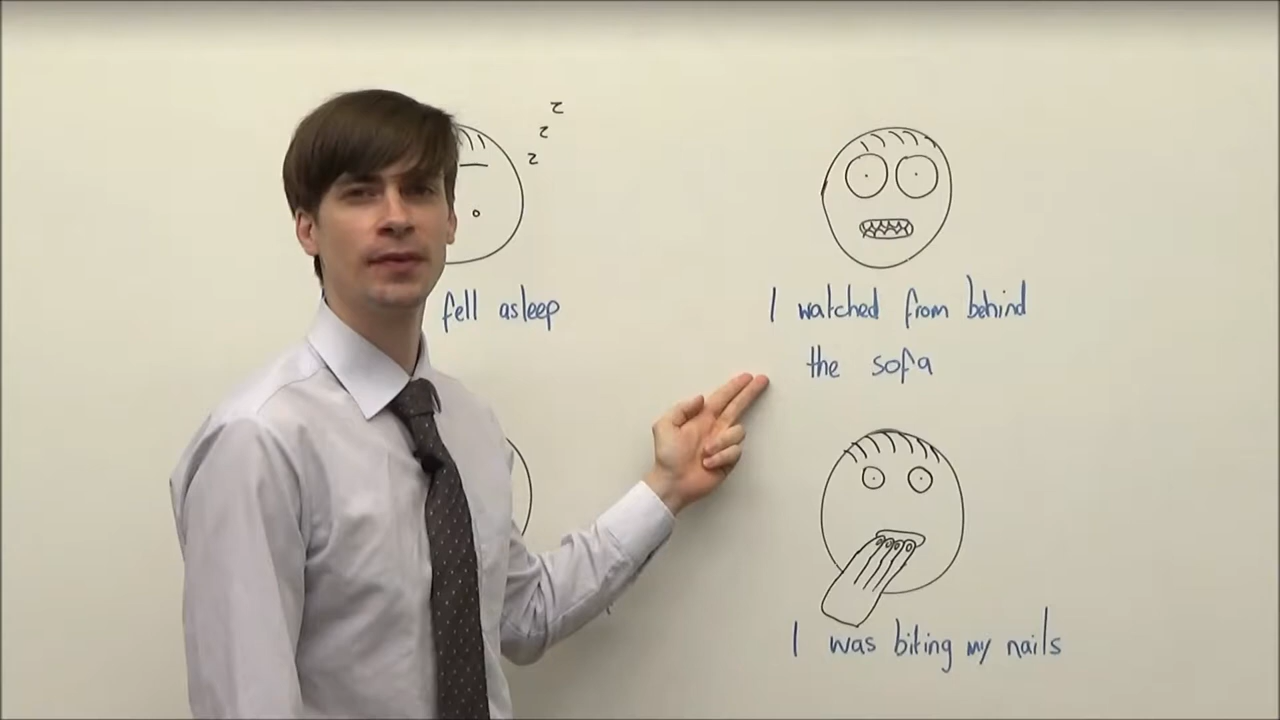 z
z
z
fell asleep
I watched from behind
the sofa
I was biting my nails